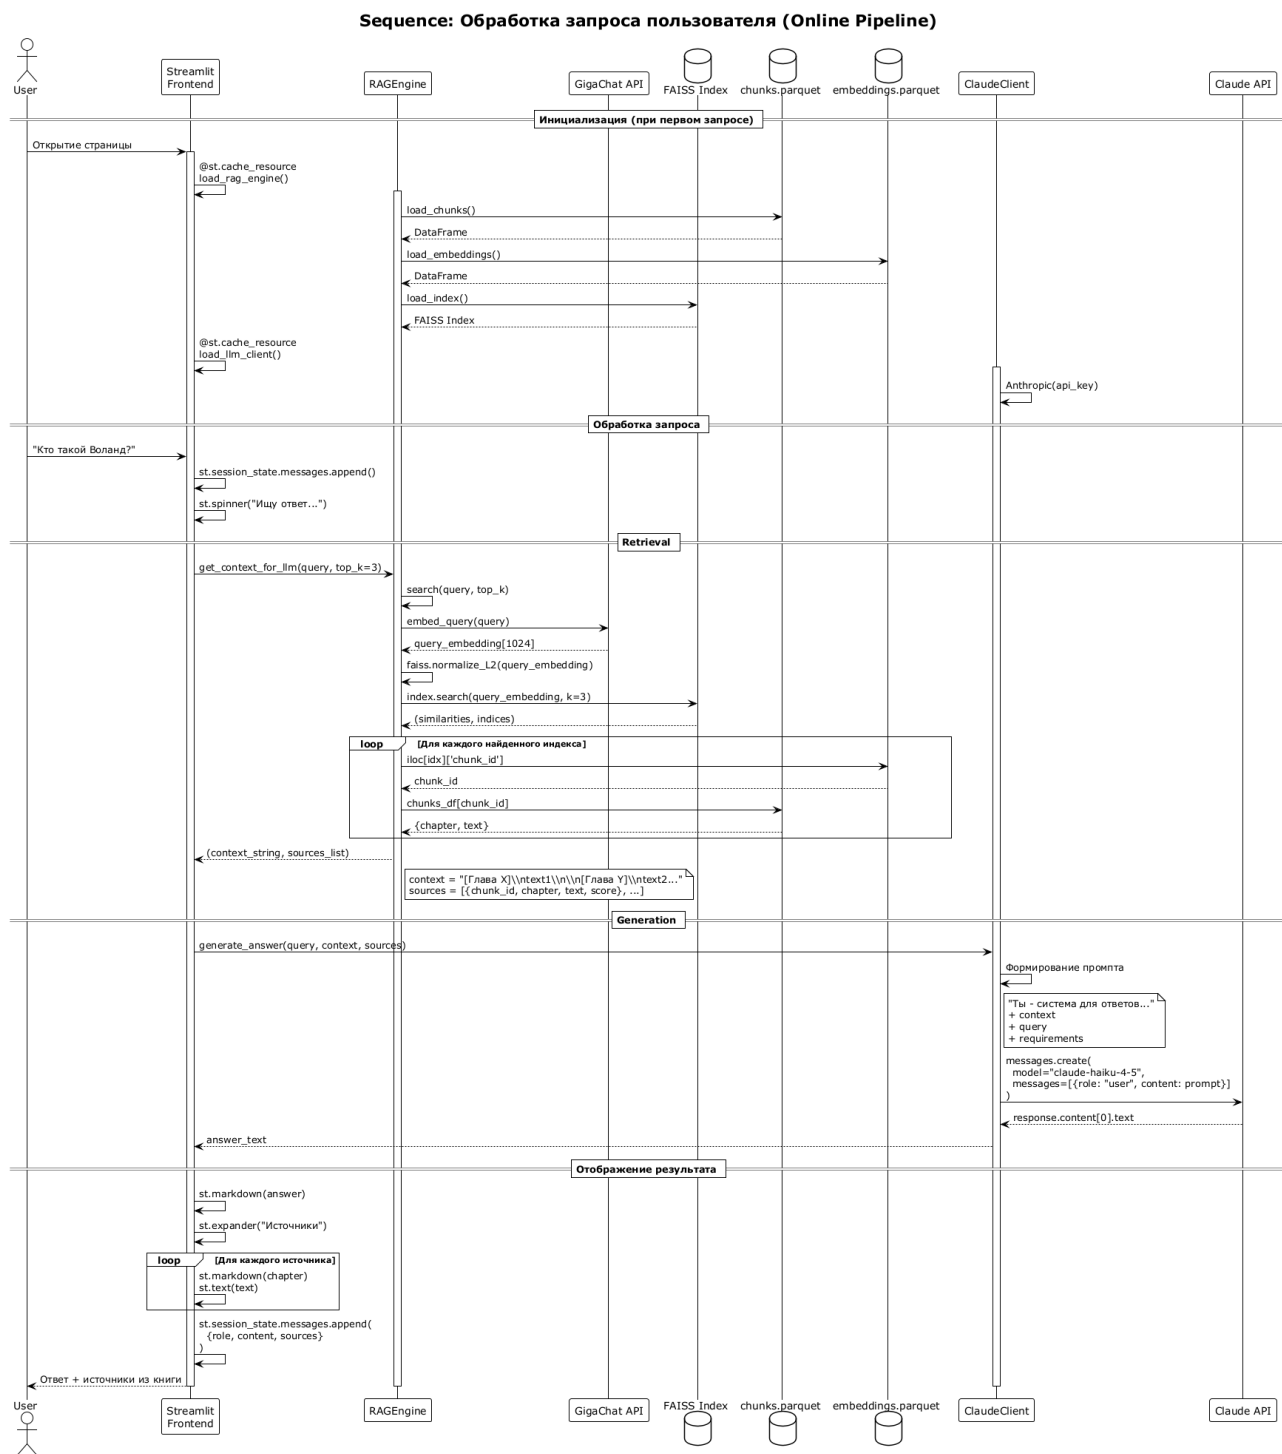 Sequence: Обработка запроса пользователя (Online Pipeline)
User
Streamlit
Frontend
RAGEngine
GigaChat API
FAISS Index
chunks.parquet
embeddings.parquet
ClaudeClient
Claude API
Инициализация (при первом запросе)
Открытие страницы
@st.cache_resource
load_rag_engine()
load_chunks()
DataFrame
load_embeddings()
DataFrame
load_index()
FAISS Index
@st.cache_resource
load_llm_client()
Anthropic(api_key)
Обработка запроса
"Кто такой Воланд?"
st.session_state.messages.append()
st.spinner("Ищу ответ...")
Retrieval
get_context_for_llm(query, top_k=3)
search(query, top_k)
embed_query(query)
query_embedding[1024]
faiss.normalize_L2(query_embedding)
index.search(query_embedding, k=3)
(similarities, indices)
loop [Для каждого найденного индекса]
iloc[idx]['chunk_id']
chunk_id
chunks_df[chunk_id]
{chapter, text}
(context_string, sources_list)
context = "[Глава X]\\ntext1\\n\\n[Глава Y]\\ntext2..."
sources = [{chunk_id, chapter, text, score}, ...]
Generation
generate_answer(query, context, sources)
Формирование промпта
"Ты - система для ответов..."
+ context
+ query
+ requirements
messages.create(
model="claude-haiku-4-5",
messages=[{role: "user", content: prompt}]
)
response.content[0].text
answer_text
Отображение результата
st.markdown(answer)
st.expander("Источники")
loop [Для каждого источника]
st.markdown(chapter)
st.text(text)
st.session_state.messages.append(
{role, content, sources}
)
Ответ + источники из книги
User
Streamlit
Frontend
RAGEngine
GigaChat API
FAISS Index
chunks.parquet
embeddings.parquet
ClaudeClient
Claude API